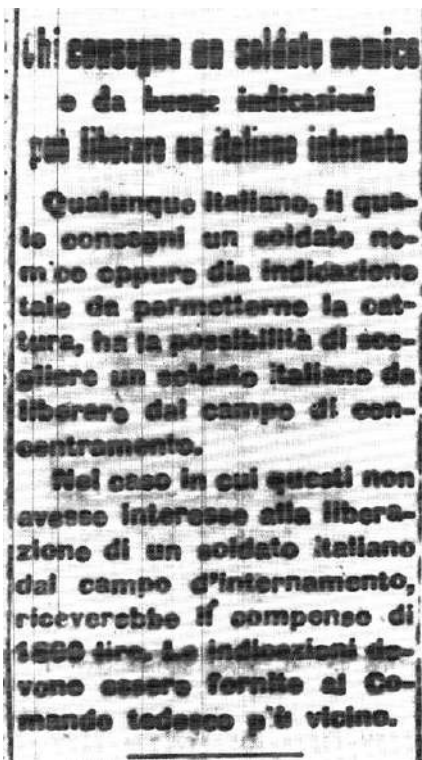 Chi consegna un soldato nemico
o da buone indicazioni
può liberare un italiano internato
Qualunque italiano, il qua-
le consegni un soldato ne-
m'co oppure dia indicazione
tale da permetterne la cat-
tura, ha la possibilità di sce-
gliere un soldato italiano da
liberare dal campo di con-
centramento.
Nel caso in cui questi non
avesse interesse alla libera-
zione di un soldato italiano
dal campo d'internamento,
riceverebbe il compenso di
lire. Le indicazioni de-
vono essere fornite al Co-
mando tedesco p'ù vicino.